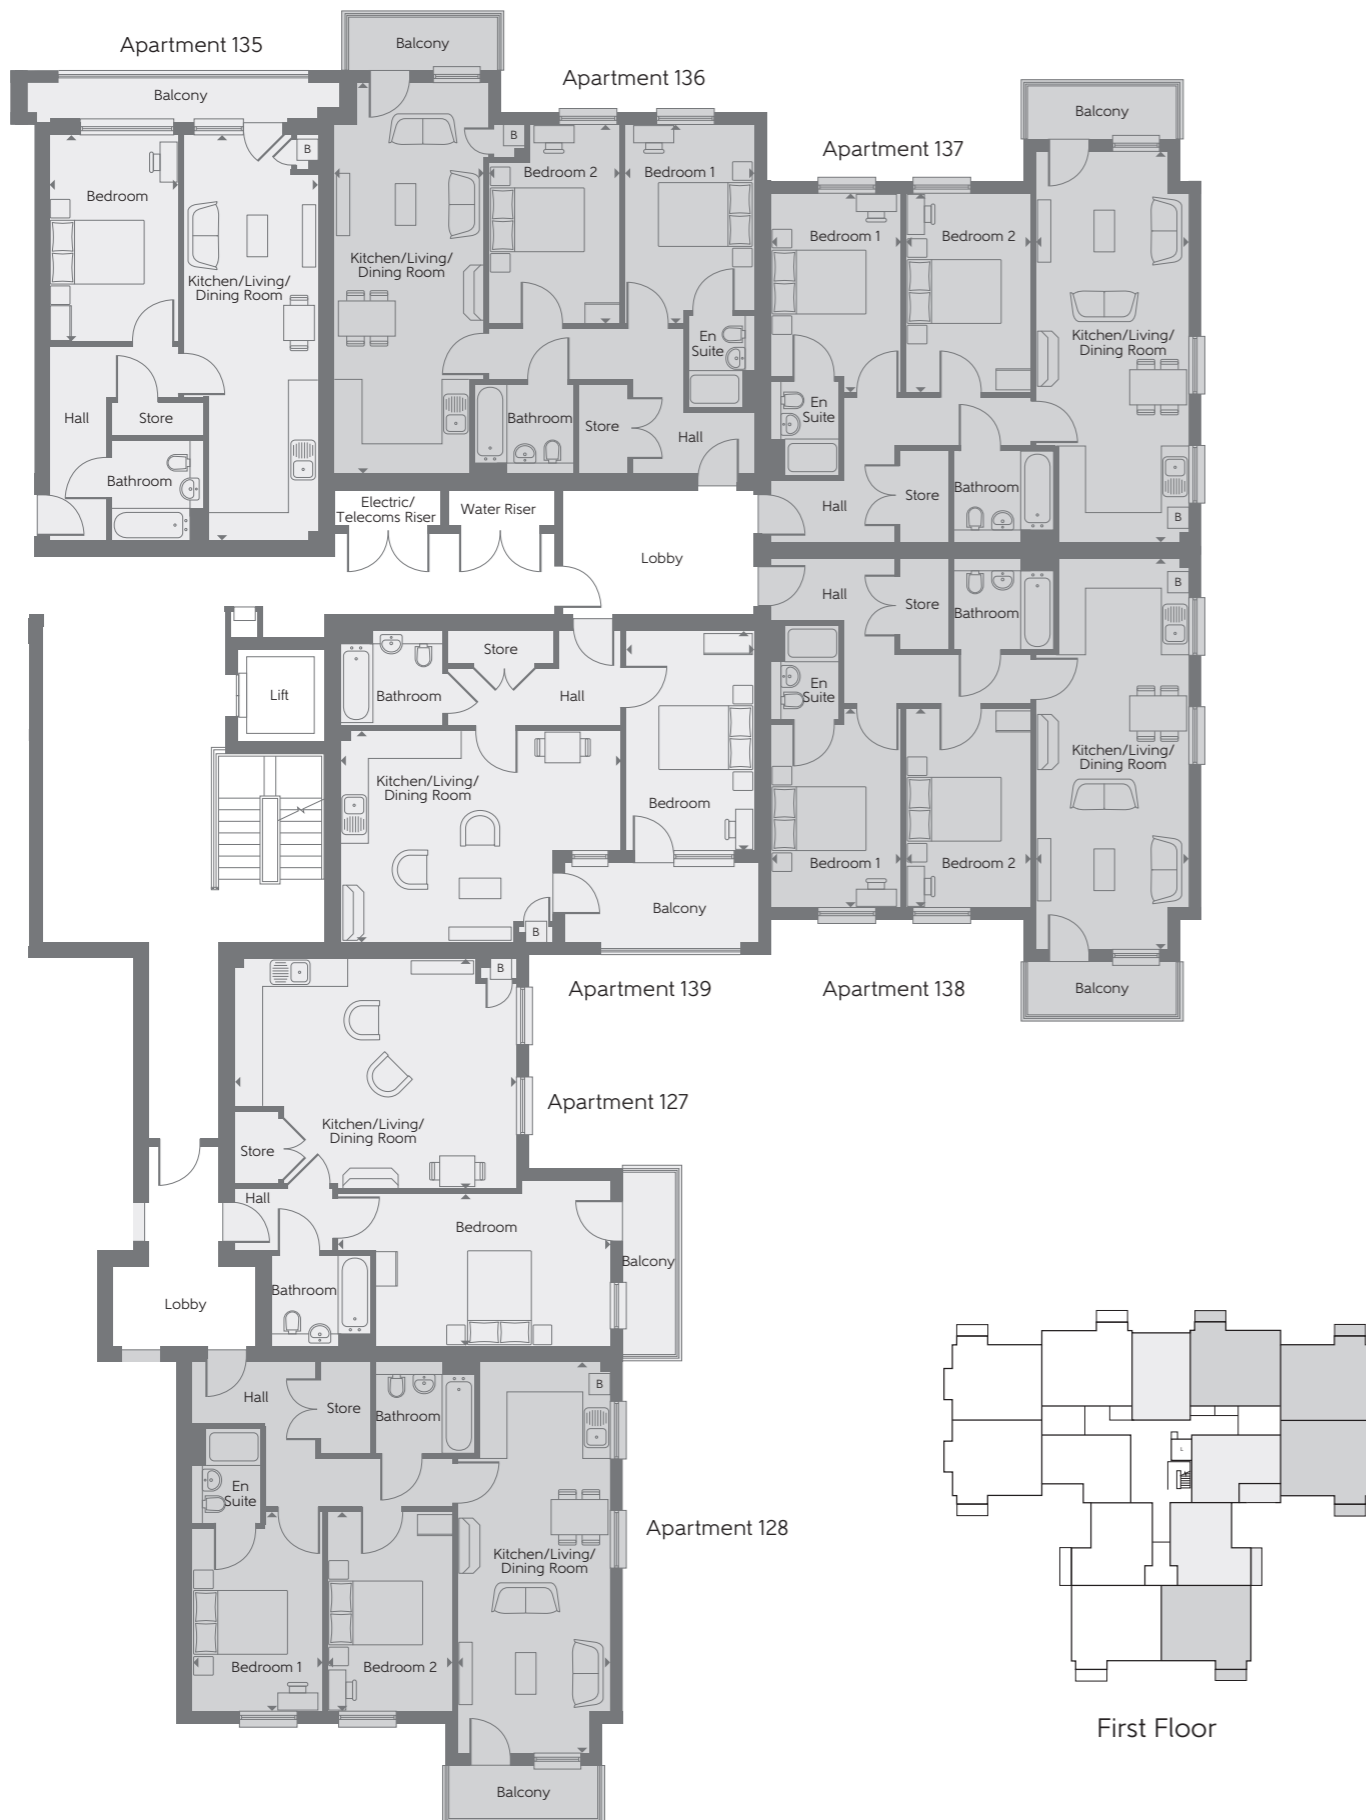 Apartment 135
Balcony
Apartment 136
Balcony
Balcony
Apartment 137
B
B
Bedroom
Bedroom 2
Bedroom 1
Bedroom 1
Bedroom 2
Kitchen/Living/
Dining Room
Kitchen/Living/
Dining Room
Kitchen/Living/
Dining Room
En
Suite
En
Suite
Hall
Store
Bathroom
Bathroom
Store
Hall
Store
Bathroom
Hall
B
Electric/
Telecoms Riser
Water Riser
Lobby
Hall
Store
Bathroom
B
Lift
Bathroom
Store
Hall
En
Suite
Kitchen/Living/
Dining Room
Bedroom
Kitchen/Living/
Dining Room
Bedroom 1
Bedroom 2
Balcony
B
Balcony
Apartment 139
Apartment 138
B
Apartment 127
Kitchen/Living/
Dining Room
Store
Hall
Bedroom
Balcony
Bathroom
Lobby
Hall
Store
Bathroom
B
En
Suite
Apartment 128
Kitchen/Living/
Dining Room
Bedroom 1
Bedroom 2
Balcony
L
First Floor